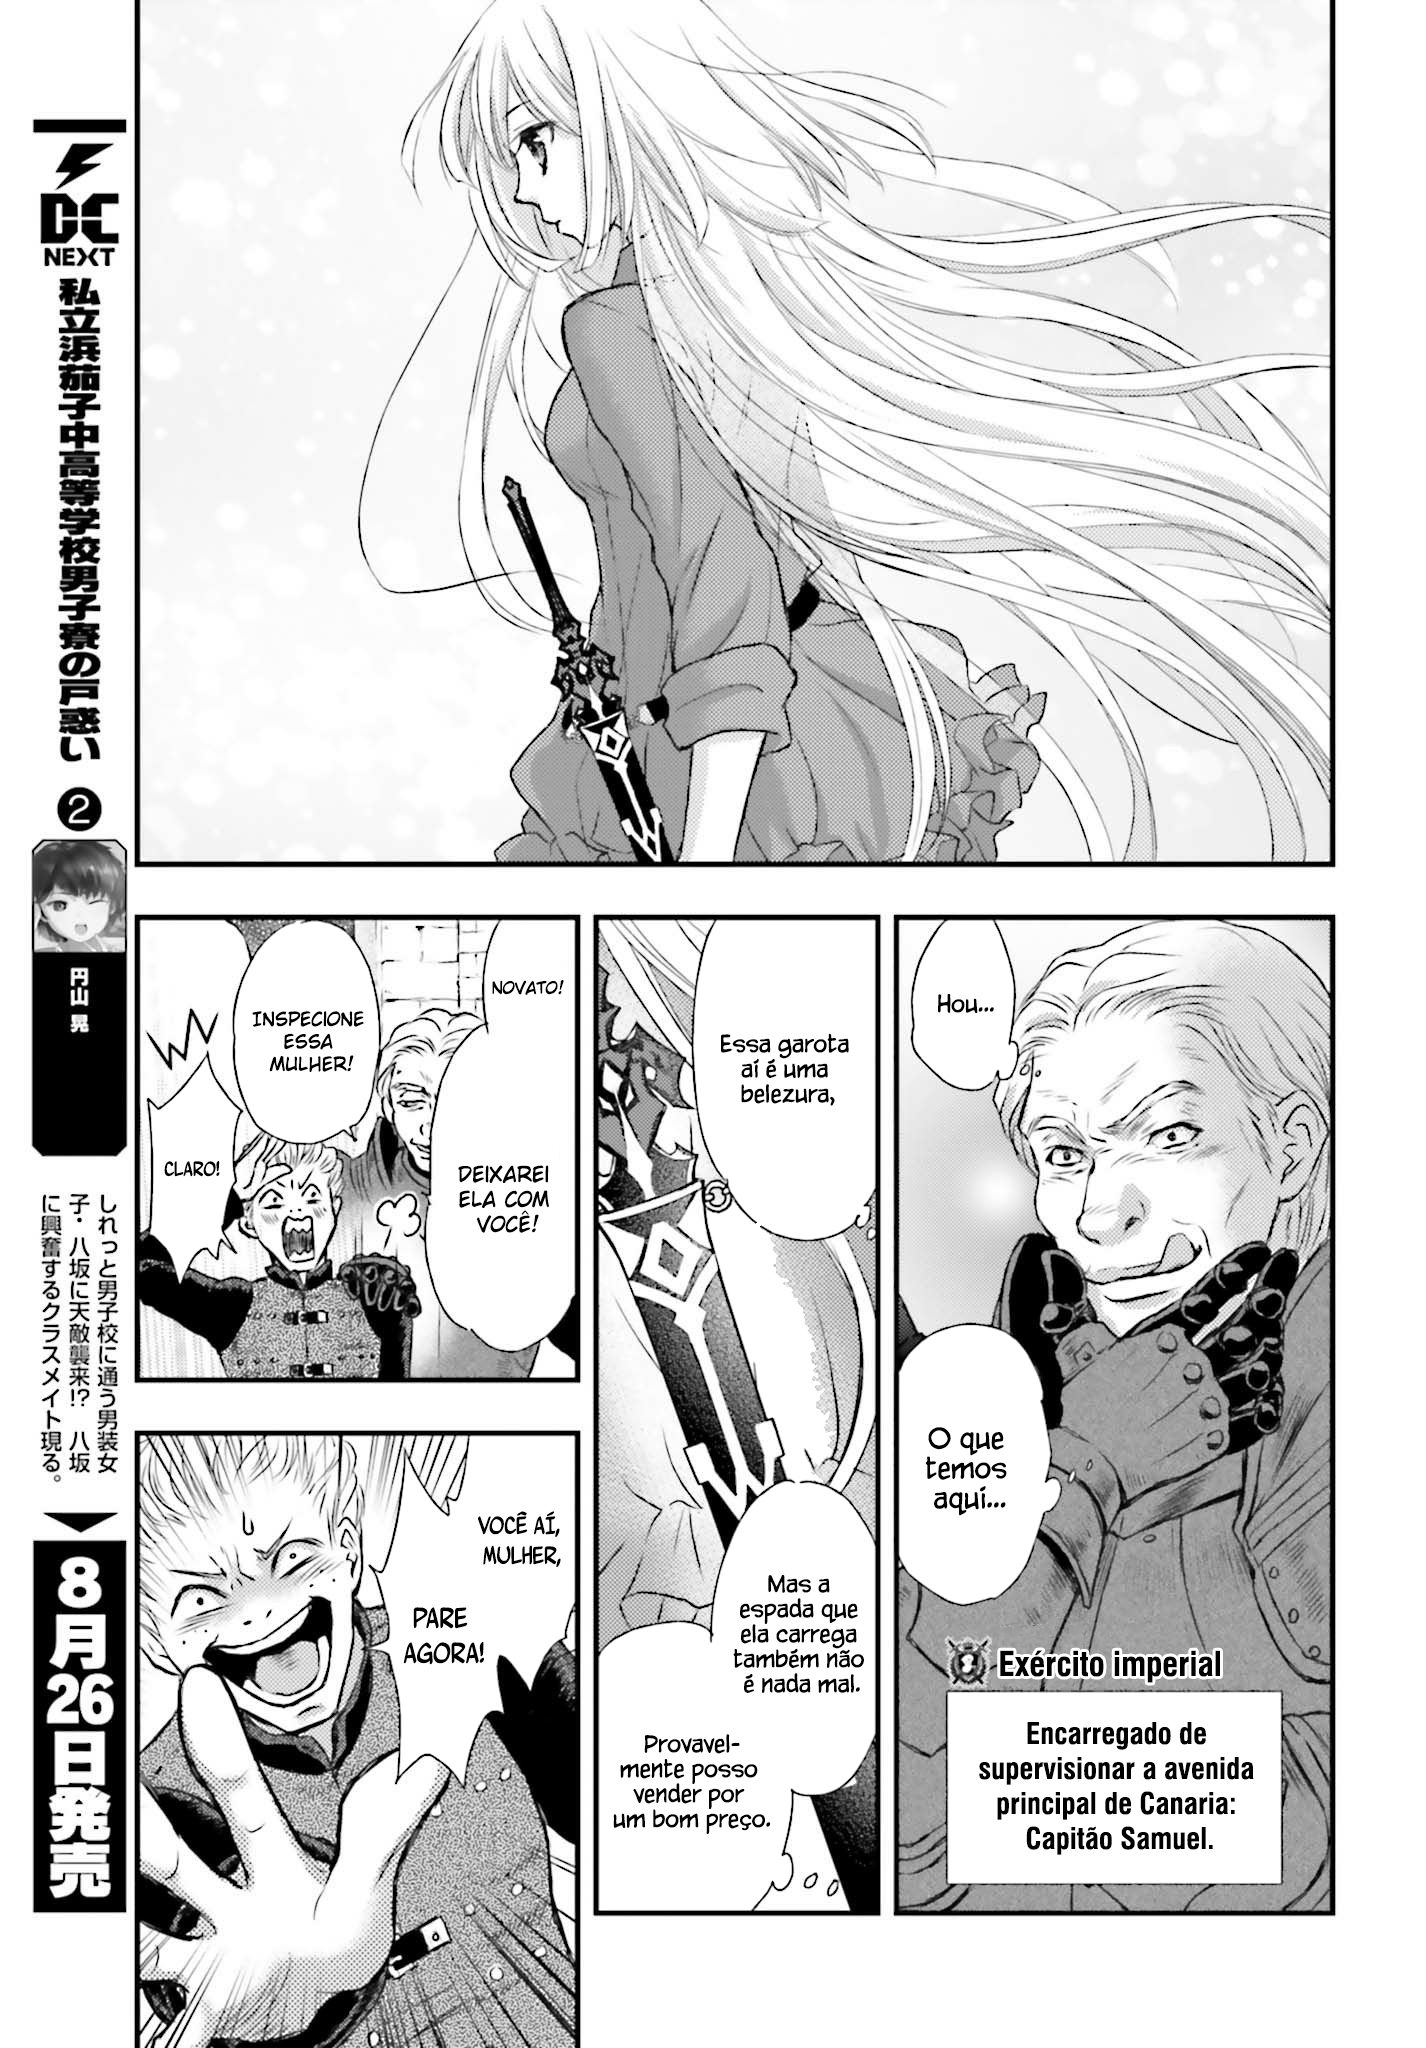 Hou...
O que
temos
aqui...
Exército imperial
Encarregado de
supervisionar a avenida
principal de Canaria:
Capitão Samuel.
Essa garota
aí é uma
belezura,
Mas a
espada que
ela carrega
também não
é nada mal.
Provavel-
mente posso
vender por
um bom preço.
NOVATO!
INSPECIONE
ESSA
MULHER!
DEIXAREI
ELA COM
VOCÊ!
CLARO!
VOCÊ AÍ,
MULHER,
PARE
AGORA!
DC
NEXT
私立浜茄子中高等学校男子寮の戸惑い
2
円山 晃
しれっと男子校に通う男装女
子・八坂に天敵襲来!? 八坂
に興奮するクラスメイト現る。
8月26日発売